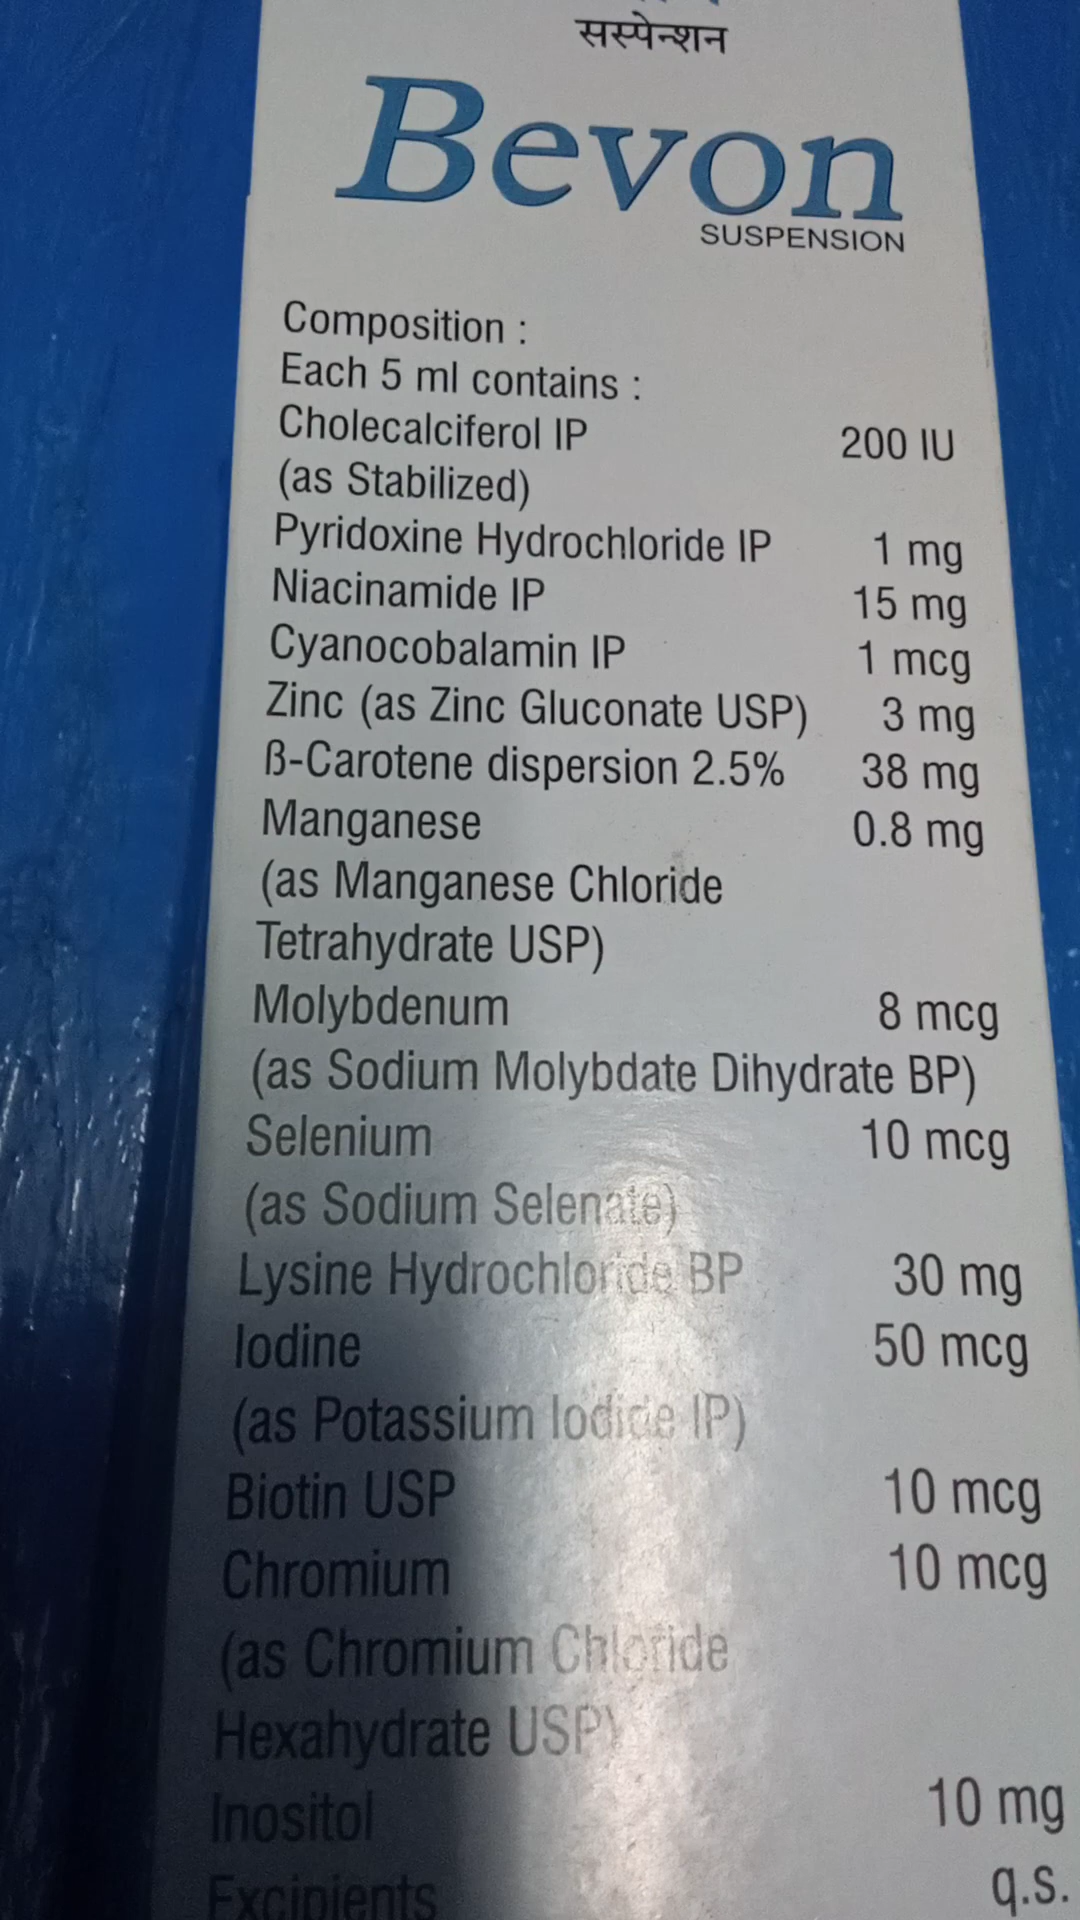 सस्पेन्शन
Bevon
SUSPENSION
Composition :
Each 5 ml contains :
Cholecalciferol IP 200 IU
(as Stabilized)
Pyridoxine Hydrochloride IP 1 mg
Niacinamide IP 15 mg
Cyanocobalamin IP 1 mcg
Zinc (as Zinc Gluconate USP) 3 mg
ß-Carotene dispersion 2.5% 38 mg
Manganese 0.8 mg
(as Manganese Chloride
Tetrahydrate USP)
Molybdenum 8 mcg
(as Sodium Molybdate Dihydrate BP)
Selenium 10 mcg
(as Sodium Selenate)
Lysine Hydrochloride BP 30 mg
Iodine 50 mcg
(as Potassium Iodide IP)
Biotin USP 10 mcg
Chromium 10 mcg
(as Chromium Chloride
Hexahydrate USP)
Inositol 10 mg
Excipients q.s.